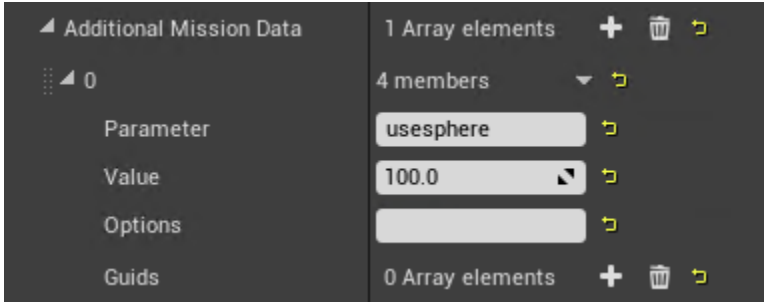 Additional Mission Data 1 Array elements
0 4 members
Parameter usesphere
Value 100.0
Options
Guids 0 Array elements